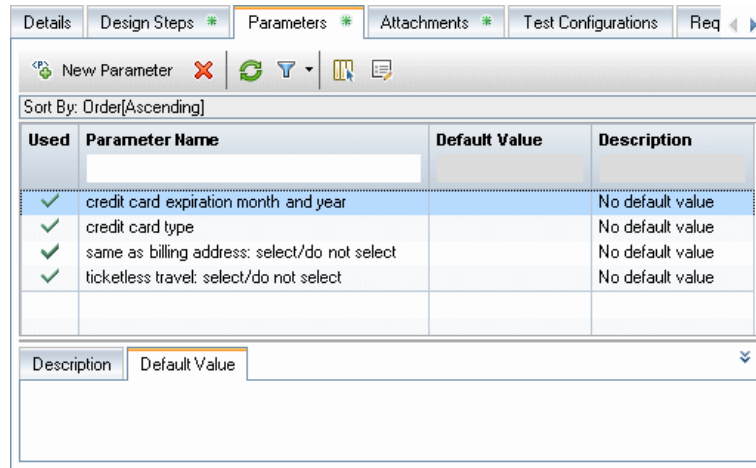 Details Design Steps Parameters Attachments Test Configurations Req
<P> New Parameter
Sort By: Order[Ascending]
Used Parameter Name Default Value Description
credit card expiration month and year No default value
credit card type No default value
same as billing address: select/do not select No default value
ticketless travel: select/do not select No default value
Description Default Value